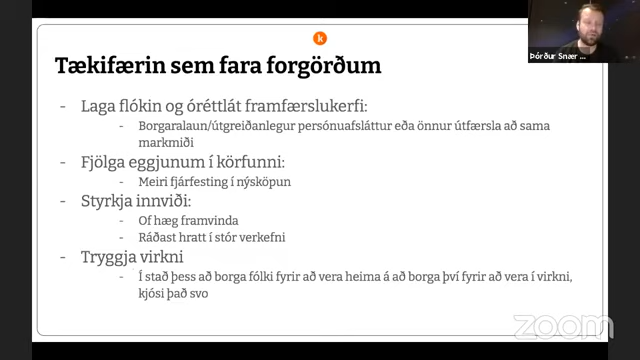 k
Þórður Snær ...
Tækifærin sem fara forgörðum
- Laga flókin og óréttlát framfærslukerfi:
- Borgaralaun/útgreiðanlegur persónuafsláttur eða önnur útfærsla að sama
markmiði
- Fjölga eggjunum í körfunni:
- Meiri fjárfesting í nýsköpun
- Styrkja innviði:
- Of hæg framvinda
- Ráðast hratt í stór verkefni
- Tryggja virkni
- Í stað þess að borga fólki fyrir að vera heima á að borga því fyrir að vera í virkni,
kjósi það svo
zoom